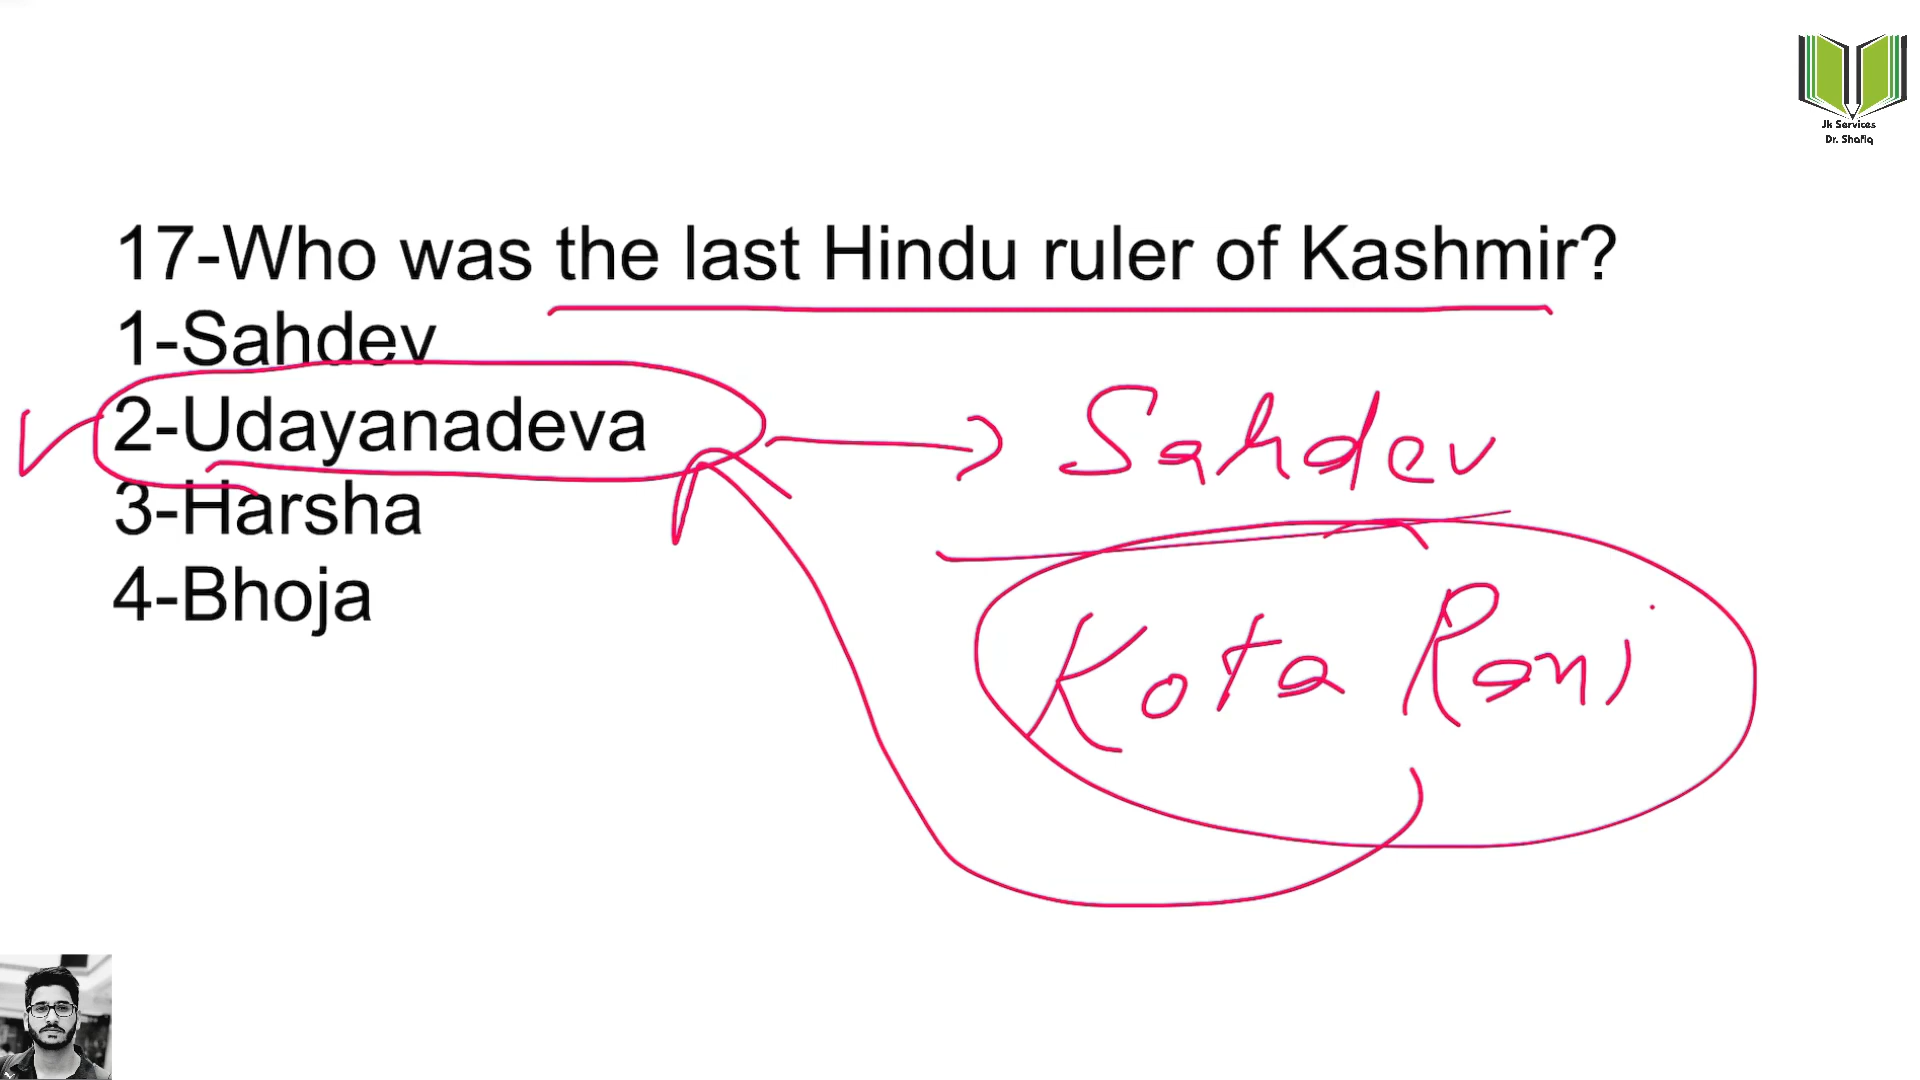 Jk Services
Dr. Shafiq
17-Who was the last Hindu ruler of Kashmir?
1-Sahdev
2-Udayanadeva
3-Harsha
4-Bhoja
Sahdev
Kota Rani